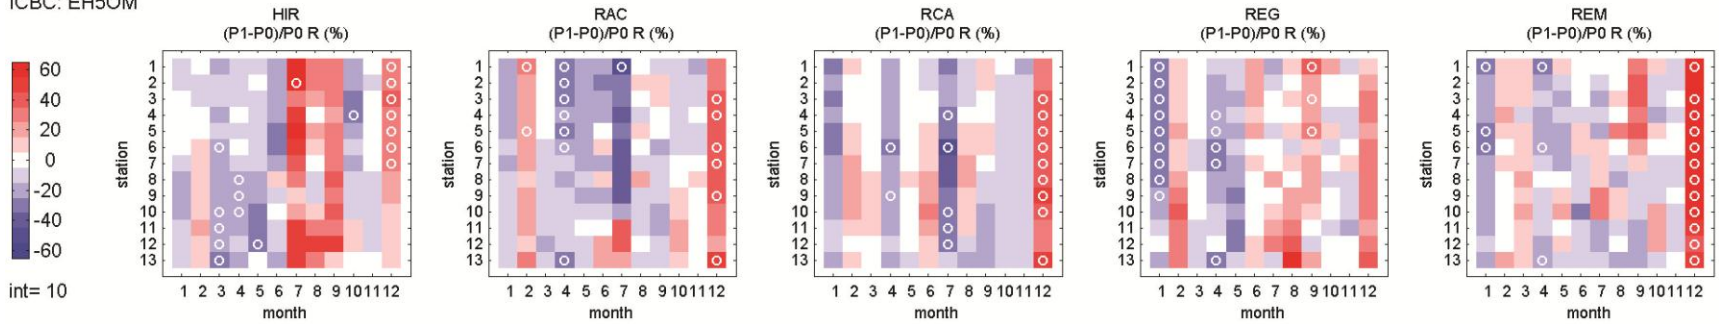 ICBC: EH5OM
HIR
(P1-P0)/P0 R (%)
RAC
(P1-P0)/P0 R (%)
RCA
(P1-P0)/P0 R (%)
REG
(P1-P0)/P0 R (%)
REM
(P1-P0)/P0 R (%)
60
40
20
0
-20
-40
-60
int= 10
station
1
2
3
4
5
6
7
8
9
10
11
12
13
1 2 3 4 5 6 7 8 9 10 11 12
month
station
1
2
3
4
5
6
7
8
9
10
11
12
13
1 2 3 4 5 6 7 8 9 10 11 12
month
station
1
2
3
4
5
6
7
8
9
10
11
12
13
1 2 3 4 5 6 7 8 9 10 11 12
month
station
1
2
3
4
5
6
7
8
9
10
11
12
13
1 2 3 4 5 6 7 8 9 10 11 12
month
station
1
2
3
4
5
6
7
8
9
10
11
12
13
1 2 3 4 5 6 7 8 9 10 11 12
month